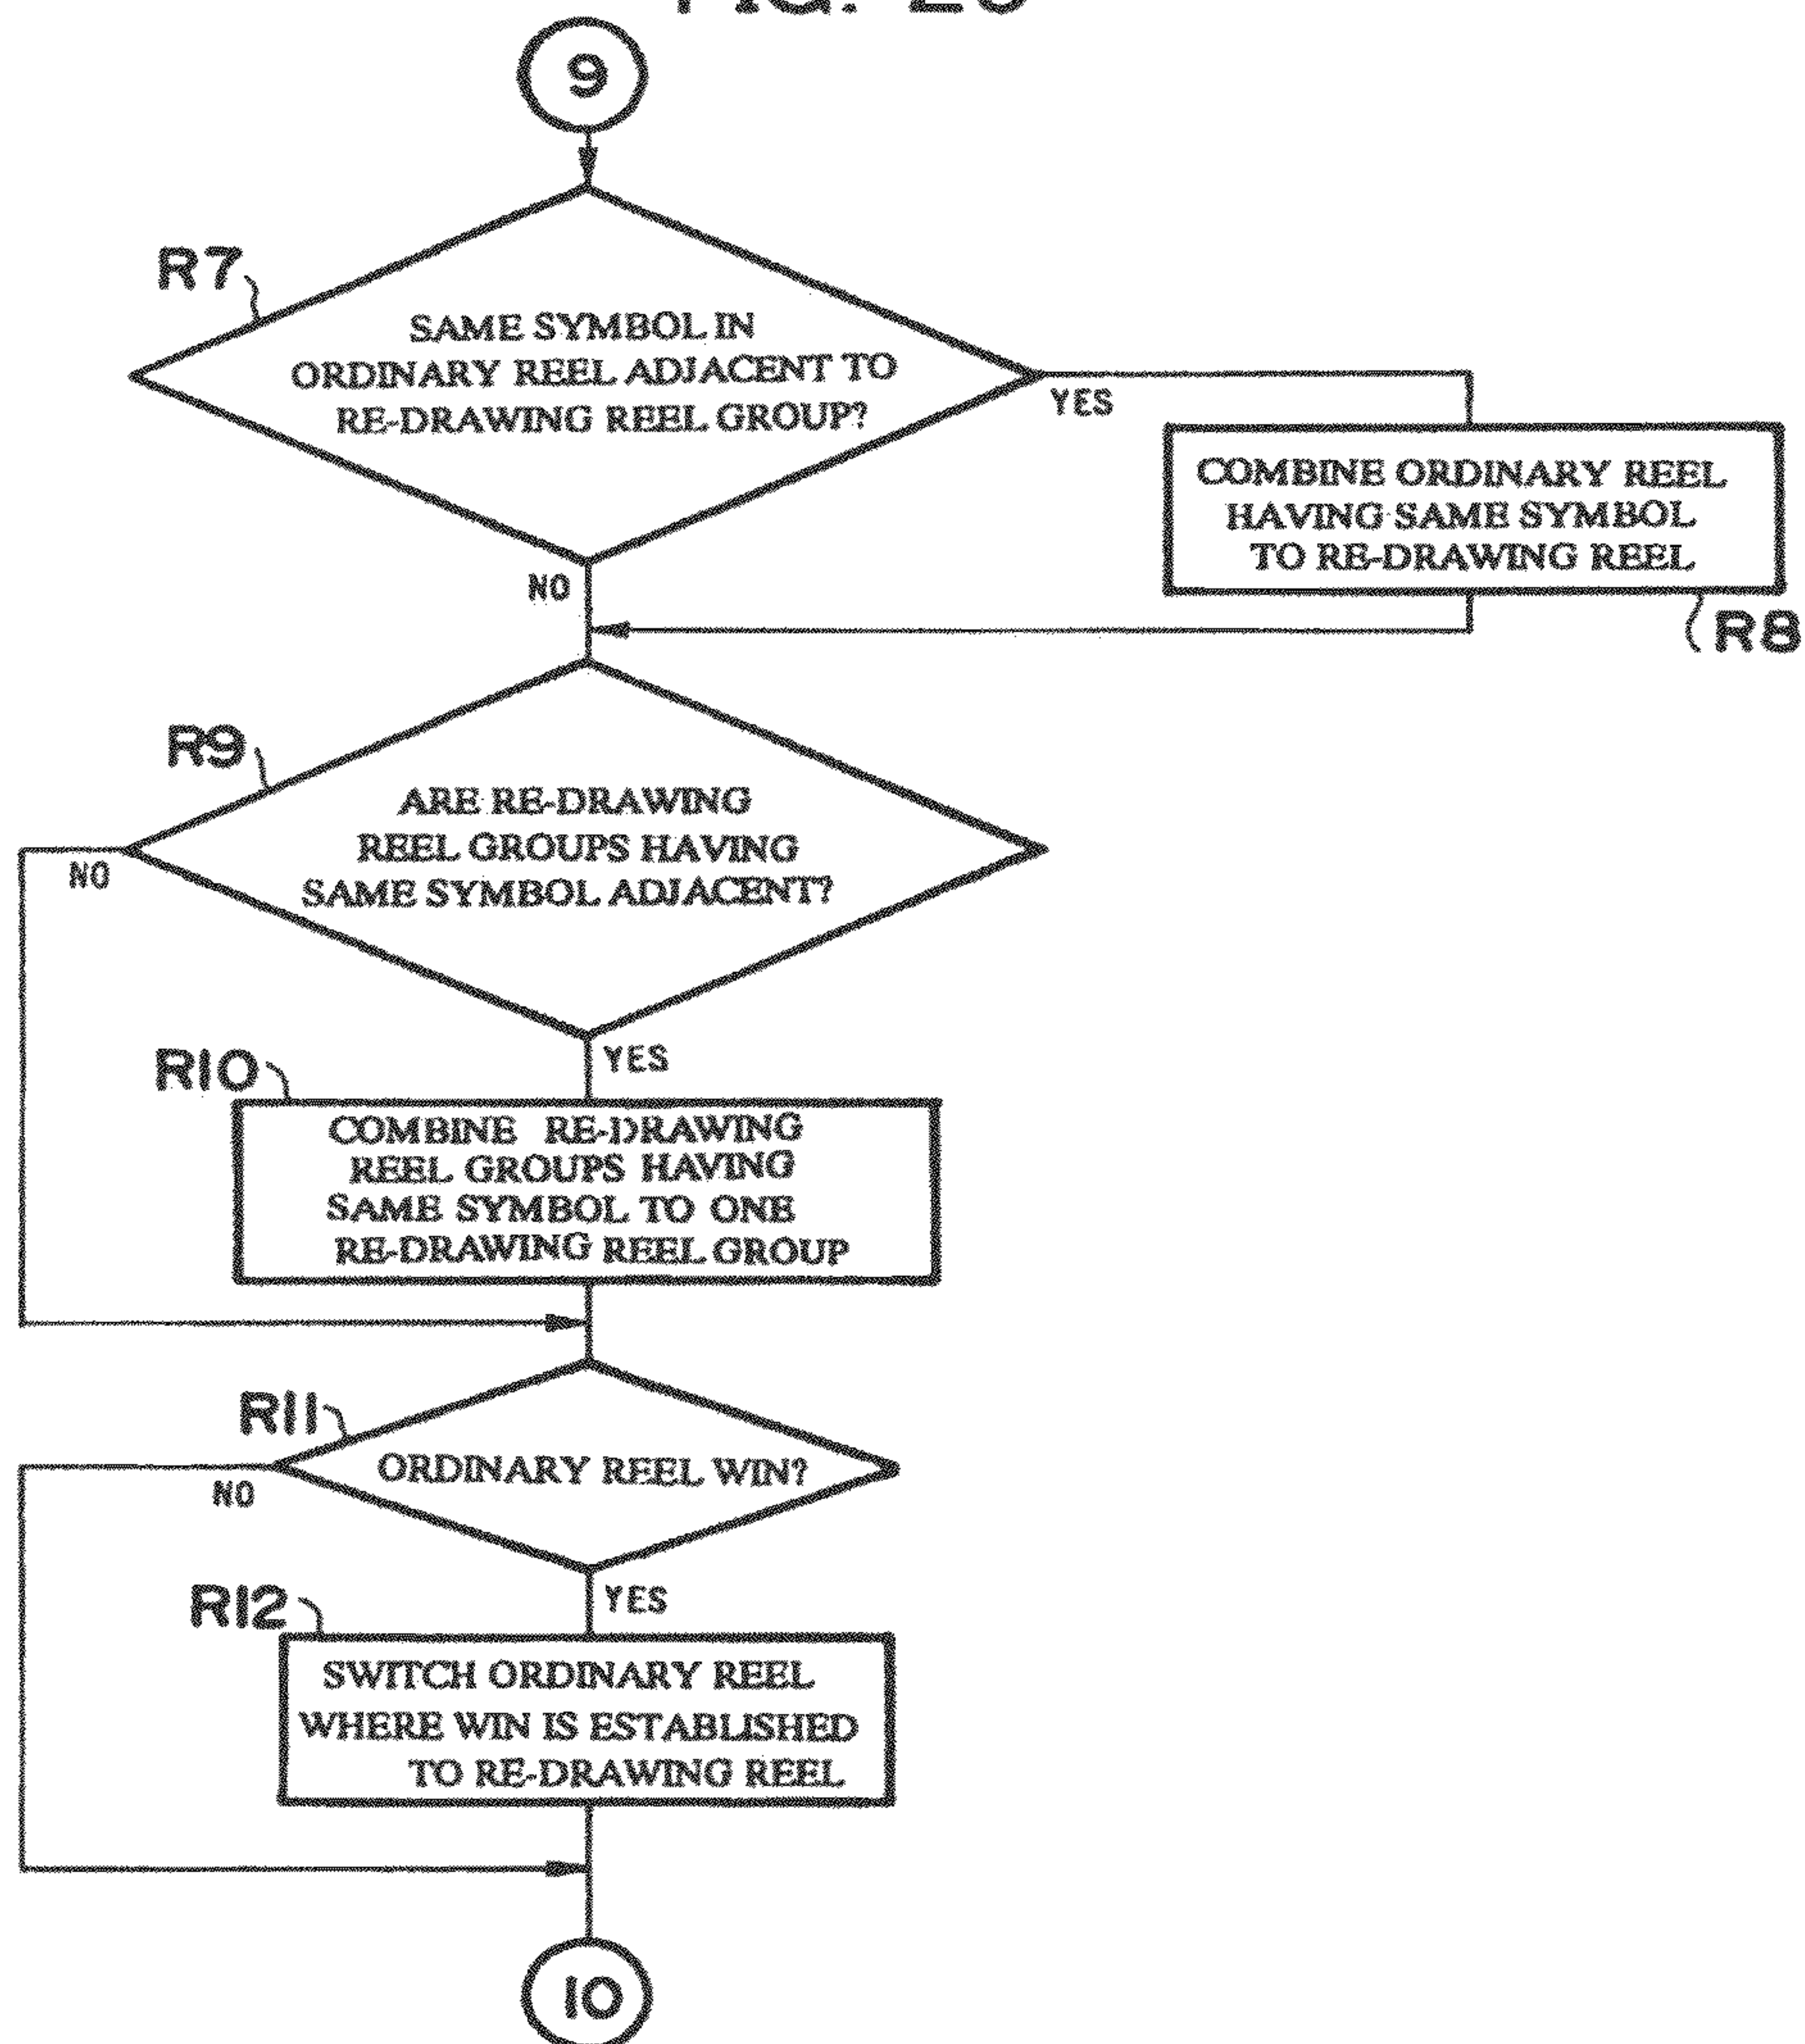 9
R7
SAME SYMBOL IN
ORDINARY REEL ADJACENT TO
RE-DRAWING REEL GROUP?
YES
COMBINE ORDINARY REEL
HAVING SAME SYMBOL
TO RE-DRAWING REEL
R8
NO
R9
ARE RE-DRAWING
REEL GROUPS HAVING
SAME SYMBOL ADJACENT?
NO
YES
R10
COMBINE RE-DRAWING
REEL GROUPS HAVING
SAME SYMBOL TO ONE
RE-DRAWING REEL GROUP
R11
ORDINARY REEL WIN?
NO
YES
R12
SWITCH ORDINARY REEL
WHERE WIN IS ESTABLISHED
TO RE-DRAWING REEL
10